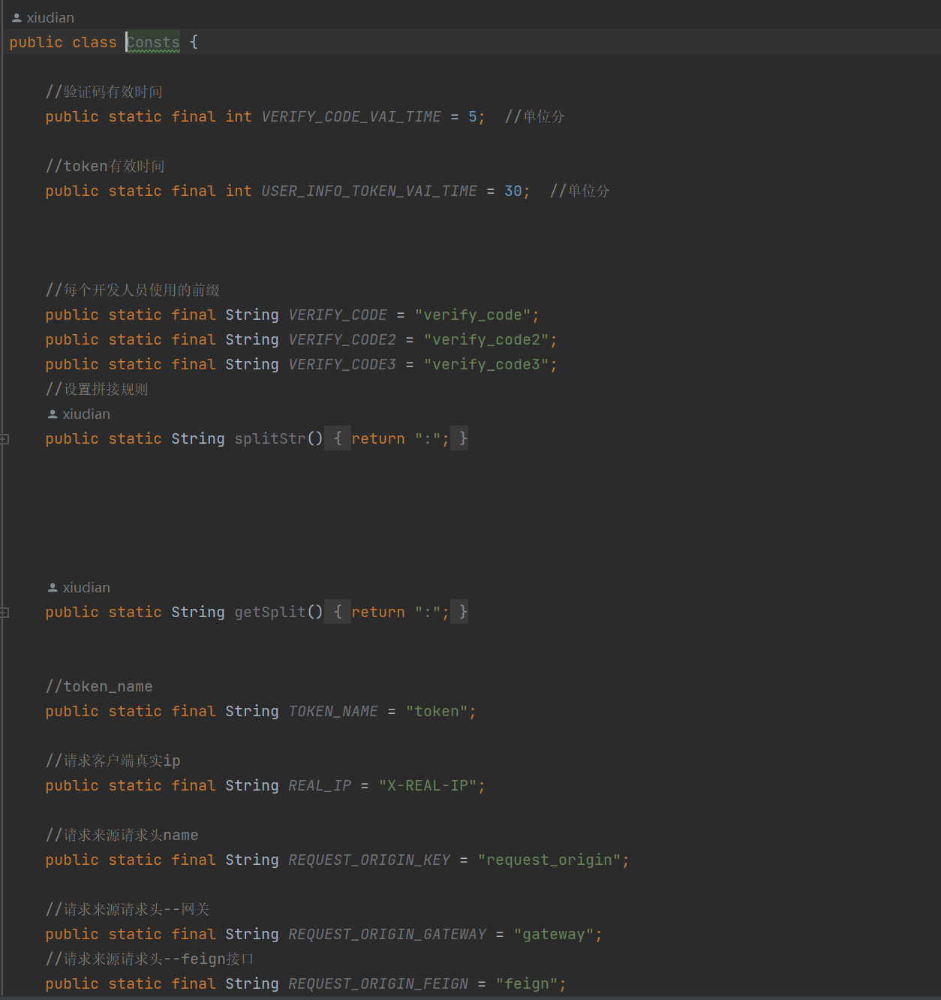 xiudian
public class Consts {
//验证码有效时间
public static final int VERIFY_CODE_VAI_TIME = 5;  //单位分
//token有效时间
public static final int USER_INFO_TOKEN_VAI_TIME = 30;  //单位分
//每个开发人员使用的前缀
public static final String VERIFY_CODE = "verify_code";
public static final String VERIFY_CODE2 = "verify_code2";
public static final String VERIFY_CODE3 = "verify_code3";
//设置拼接规则
xiudian
public static String splitStr() { return ":"; }
xiudian
public static String getSplit() { return ":"; }
//token_name
public static final String TOKEN_NAME = "token";
//请求客户端真实ip
public static final String REAL_IP = "X-REAL-IP";
//请求来源请求头name
public static final String REQUEST_ORIGIN_KEY = "request_origin";
//请求来源请求头--网关
public static final String REQUEST_ORIGIN_GATEWAY = "gateway";
//请求来源请求头--feign接口
public static final String REQUEST_ORIGIN_FEIGN = "feign";